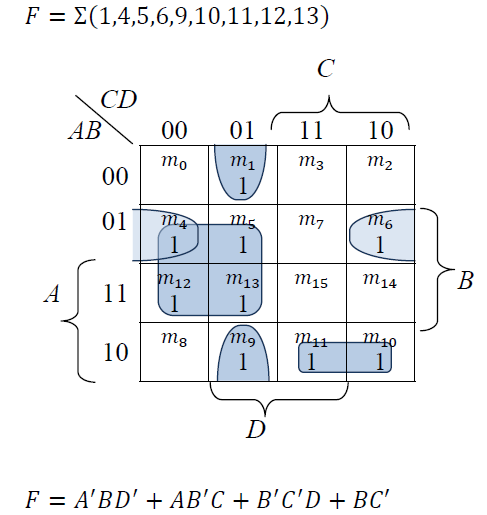 F = Σ(1,4,5,6,9,10,11,12,13)
C
CD
AB
00 01 11 10
00 m₀ m₁ m₃ m₂
1
01 m₄ m₅ m₇ m₆
1 1 1
B
A
11 m₁₂ m₁₃ m₁₅ m₁₄
1 1
10 m₈ m₉ m₁₁ m₁₀
1 1 1
D
F = A′BD′ + AB′C + B′C′D + BC′